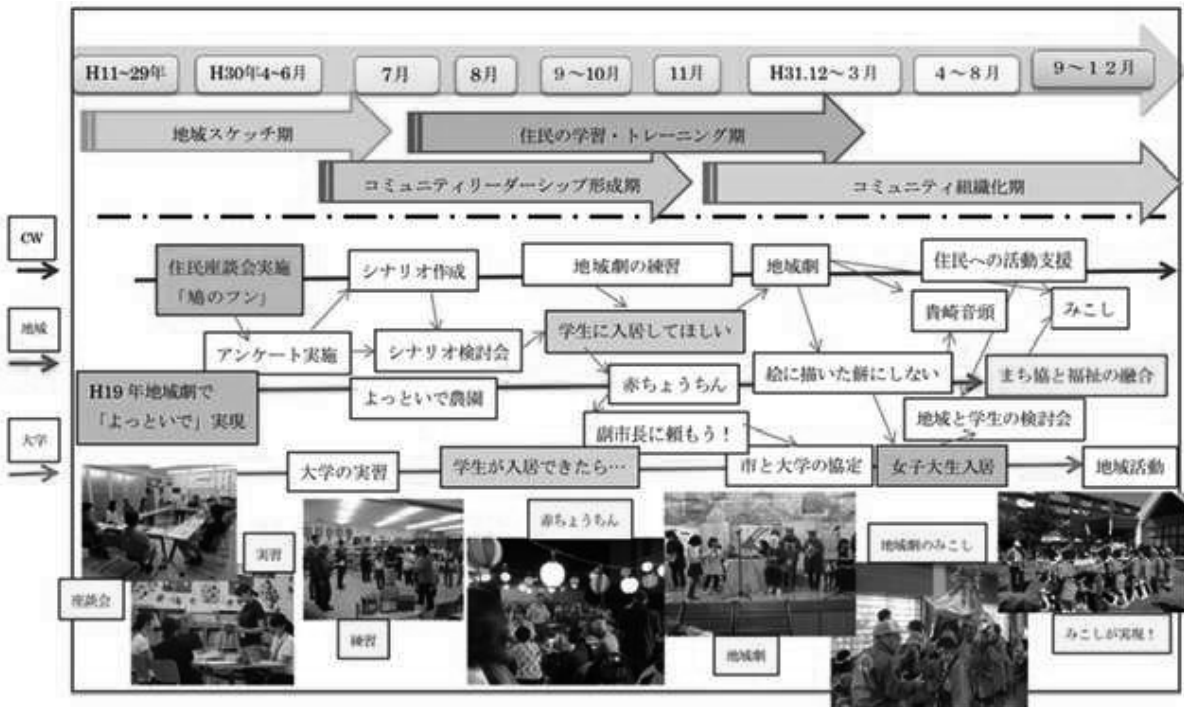 H11~29年
H30年4~6月
7月
8月
9～10月
11月
H31.12～3月
4～8月
9～1-2月
地域スケッチ期
住民の学習・トレーニング期
コミュニティリーダーシップ形成期
コミュニティ組織化期
CW
住民座談会実施
「鳩のフン」
シナリオ作成
地域劇の練習
地域劇
住民への活動支援
貴崎音頭
みこし
地域
アンケート実施
シナリオ検討会
学生に入居してほしい
H19年地域劇で
「よっといで」実現
よっといで農園
赤ちょうちん
絵に描いた餅にしない
まち協と福祉の融合
副市長に頼もう！
地域と学生の検討会
大学
大学の実習
学生が入居できたら…
市と大学の協定
女子大生入居
地域活動
赤ちょうちん
実習
地域劇のみこし
座談会
練習
地域劇
みこしが実現！